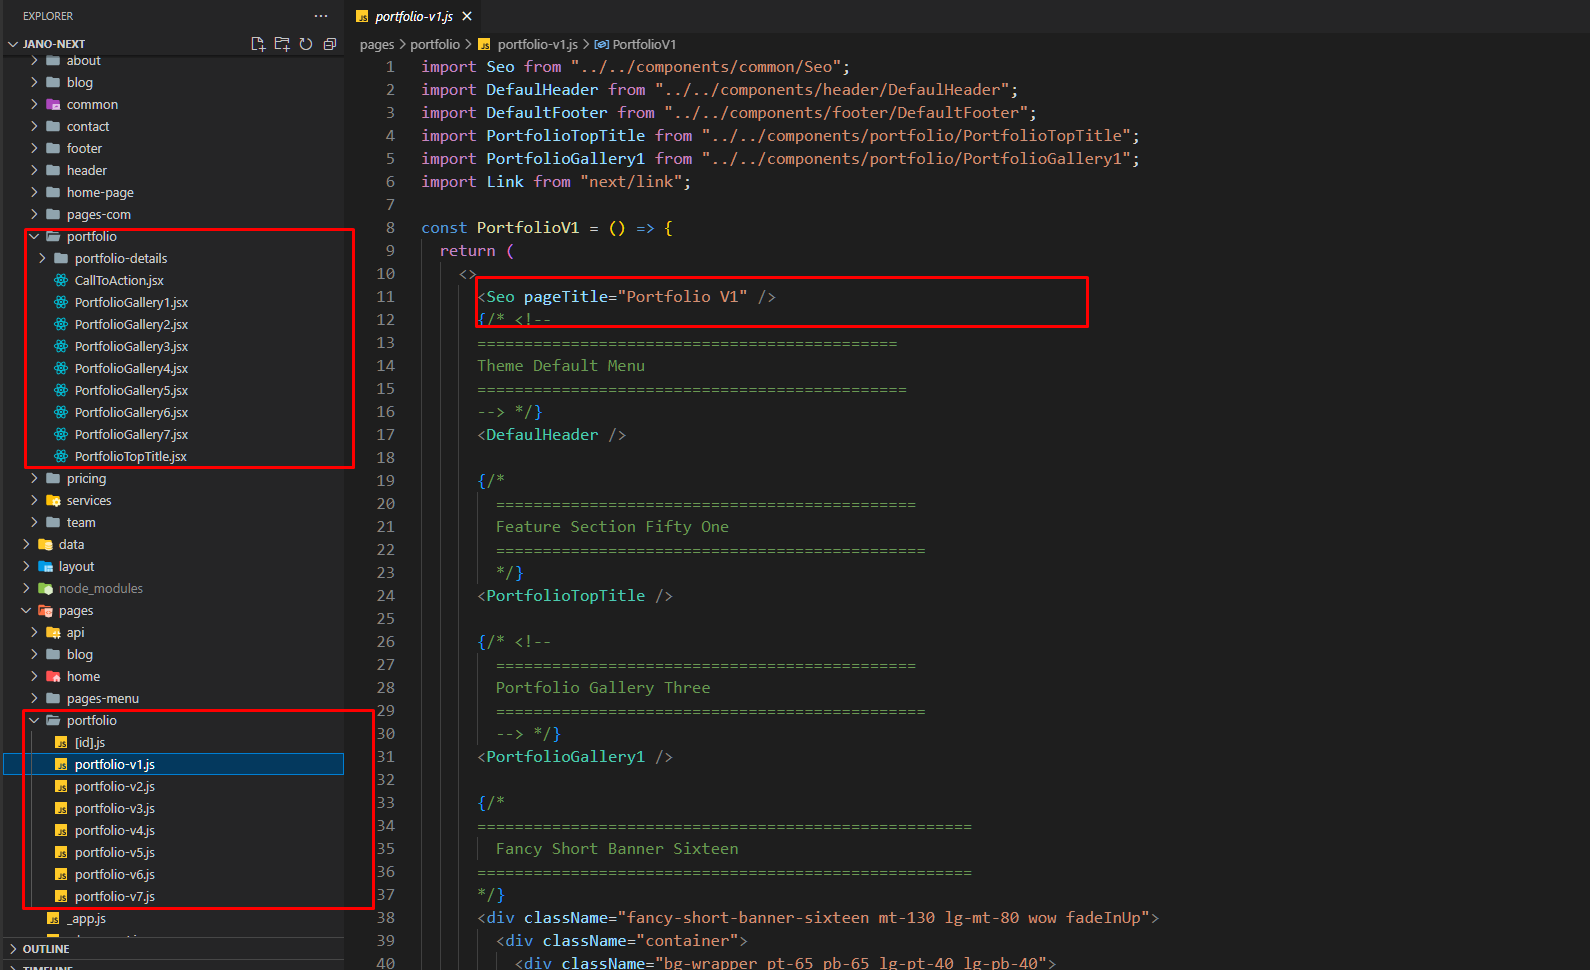 EXPLORER
JANO-NEXT
about
blog
common
contact
footer
header
home-page
pages-com
portfolio
portfolio-details
CallToAction.jsx
PortfolioGallery1.jsx
PortfolioGallery2.jsx
PortfolioGallery3.jsx
PortfolioGallery4.jsx
PortfolioGallery5.jsx
PortfolioGallery6.jsx
PortfolioGallery7.jsx
PortfolioTopTitle.jsx
pricing
services
team
data
layout
node_modules
pages
api
blog
home
pages-menu
portfolio
[id].js
portfolio-v1.js
portfolio-v2.js
portfolio-v3.js
portfolio-v4.js
portfolio-v5.js
portfolio-v6.js
portfolio-v7.js
_app.js
OUTLINE
TIMELINE
portfolio-v1.js
pages > portfolio > portfolio-v1.js > PortfolioV1
1 import Seo from "../../components/common/Seo";
2 import DefaulHeader from "../../components/header/DefaulHeader";
3 import DefaultFooter from "../../components/footer/DefaultFooter";
4 import PortfolioTopTitle from "../../components/portfolio/PortfolioTopTitle";
5 import PortfolioGallery1 from "../../components/portfolio/PortfolioGallery1";
6 import Link from "next/link";
7
8 const PortfolioV1 = () => {
9 return (
10 <>
11 <Seo pageTitle="Portfolio V1" />
12 {/* <!--
13 =============================================
14 Theme Default Menu
15 ==============================================
16 --> */}
17 <DefaulHeader />
18
19 {/*
20 =============================================
21 Feature Section Fifty One
22 ==============================================
23 */}
24 <PortfolioTopTitle />
25
26 {/* <!--
27 =============================================
28 Portfolio Gallery Three
29 ==============================================
30 --> */}
31 <PortfolioGallery1 />
32
33 {/*
34 =====================================================
35 Fancy Short Banner Sixteen
36 =====================================================
37 */}
38 <div className="fancy-short-banner-sixteen mt-130 lg-mt-80 wow fadeInUp">
39 <div className="container">
40 <div className="bg-wrapper pt-65 pb-65 lg-pt-40 lg-pb-40">